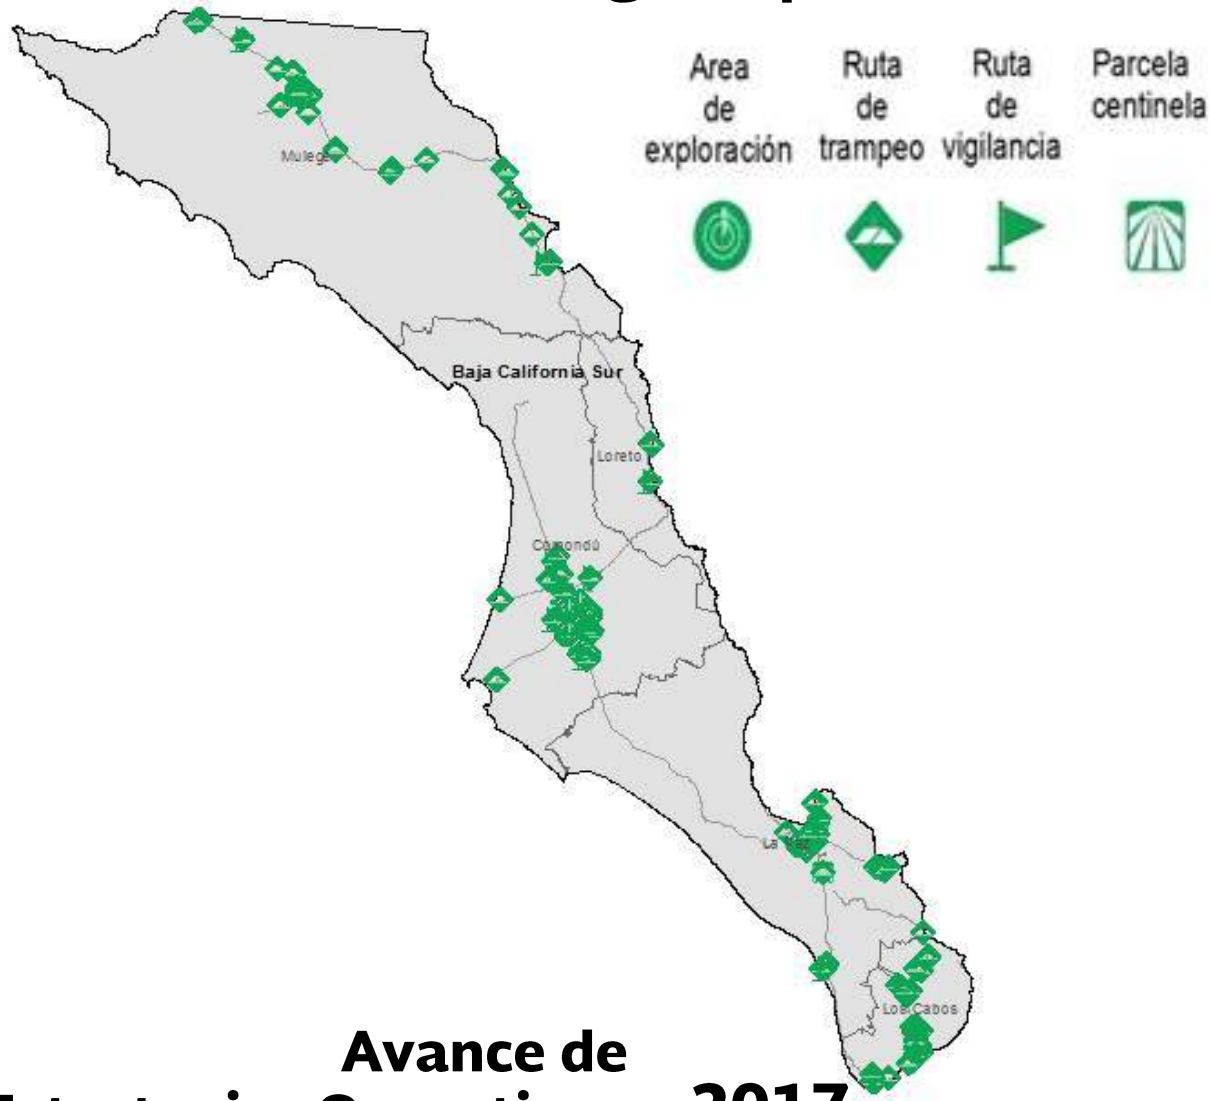 Area
de
exploración
Ruta
de
trampeo
Ruta
de
vigilancia
Parcela
centinela
Mulegé
Baja California Sur
Loreto
Comondú
La Paz
Los Cabos
Avance de
2017